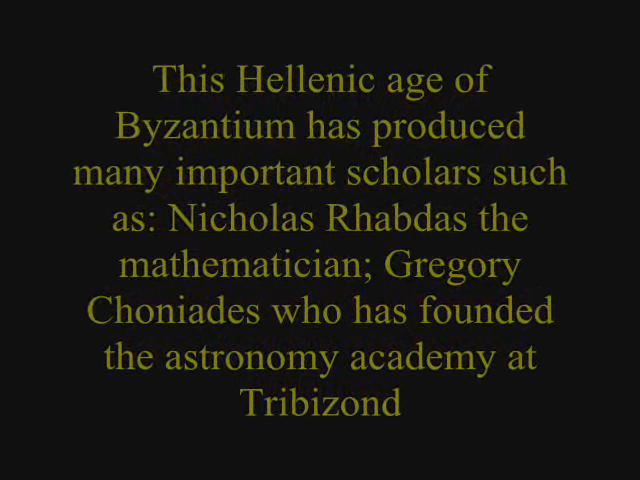 This Hellenic age of
Byzantium has produced
many important scholars such
as: Nicholas Rhabdas the
mathematician; Gregory
Choniades who has founded
the astronomy academy at
Tribizond